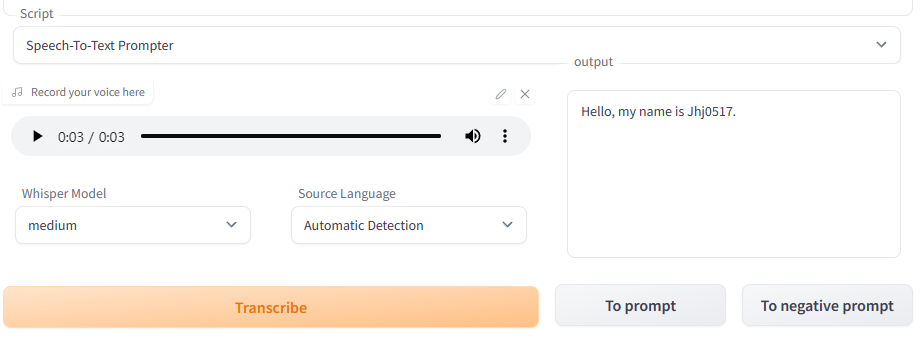 Script
Speech-To-Text Prompter
Record your voice here
0:03 / 0:03
Whisper Model
medium
Source Language
Automatic Detection
Transcribe
output
Hello, my name is Jhj0517.
To prompt
To negative prompt